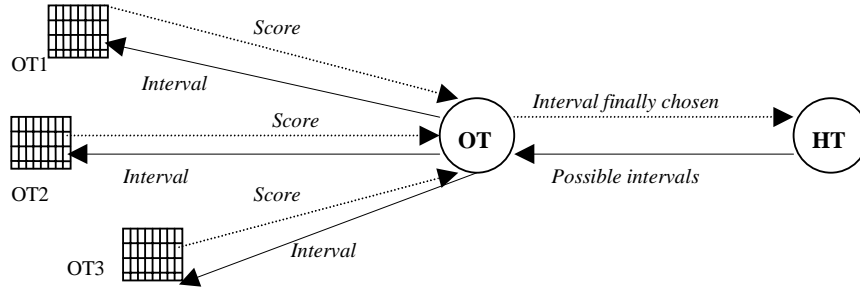 Score
OT1
Interval
Interval finally chosen
Score
OT
HT
Interval
Possible intervals
OT2
Score
Interval
OT3